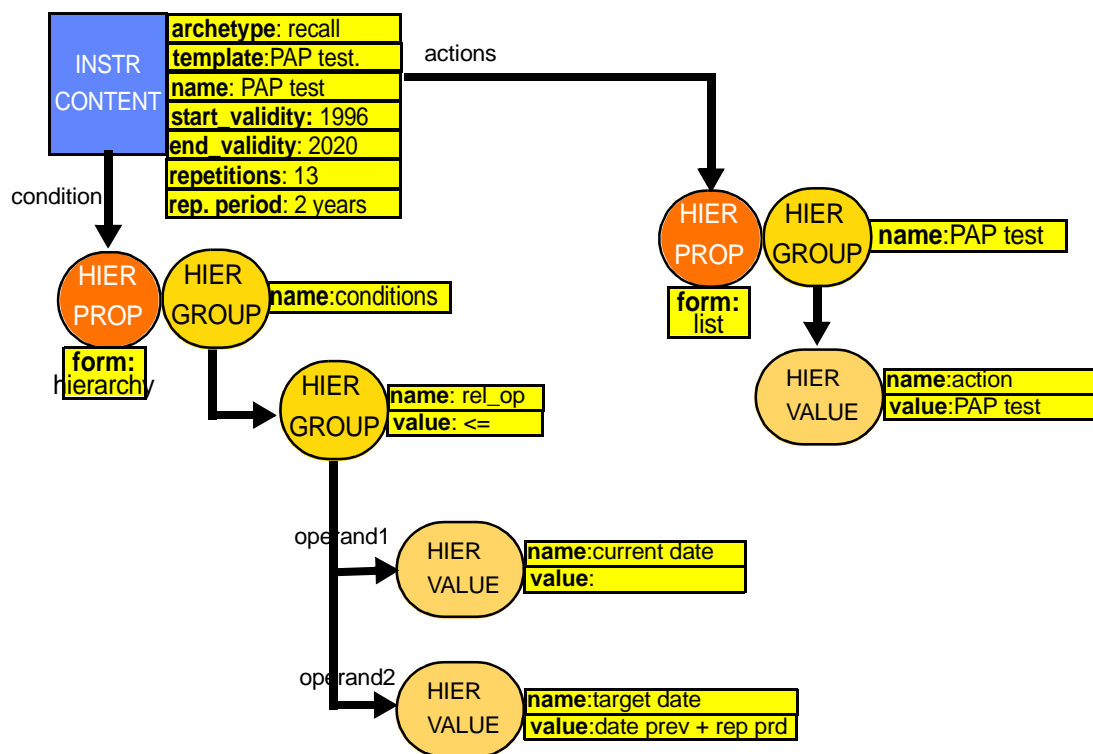 INSTR
CONTENT
archetype: recall
template:PAP test.
name: PAP test
start_validity: 1996
end_validity: 2020
repetitions: 13
rep. period: 2 years
actions
condition
HIER
PROP
form:
hierarchy
HIER
GROUP
name:conditions
HIER
GROUP
name: rel_op
value: <=
operand1
HIER
VALUE
name:current date
value:
operand2
HIER
VALUE
name:target date
value:date prev + rep prd
HIER
PROP
form:
list
HIER
GROUP
name:PAP test
HIER
VALUE
name:action
value:PAP test